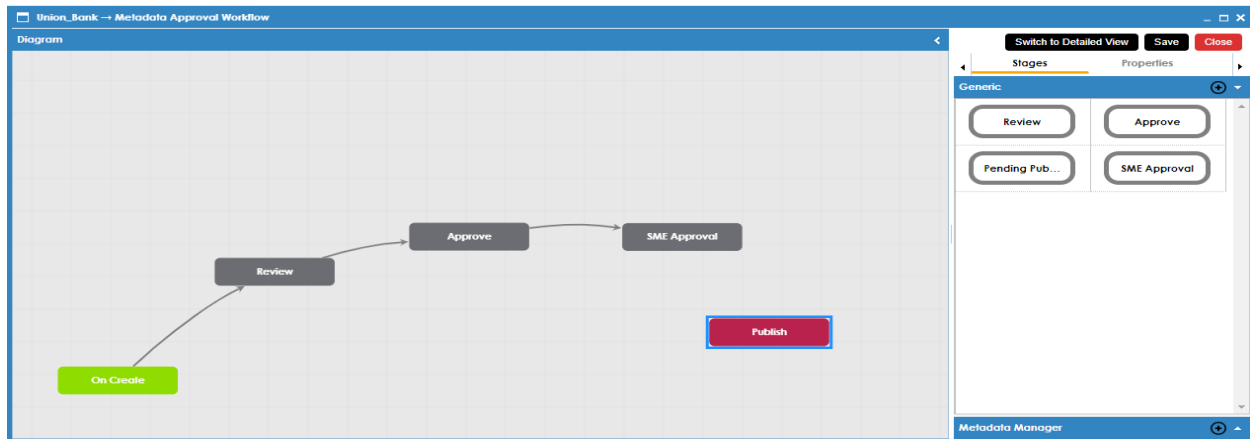 Union_Bank → Metadata Approval Workflow
Diagram
Switch to Detailed View Save Close
Stages Properties
Generic
Review Approve
Pending Pub... SME Approval
Approve SME Approval
Review
Publish
On Create
Metadata Manager